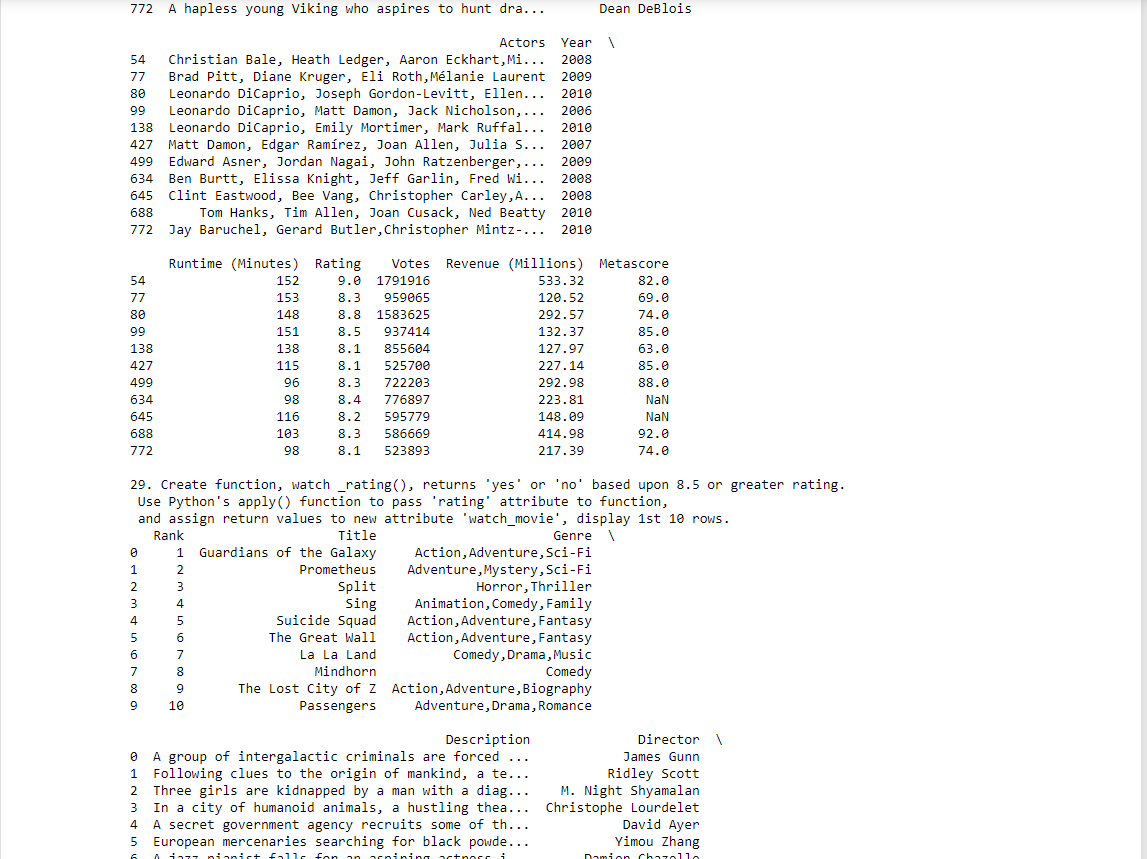 772  A hapless young Viking who aspires to hunt dra...       Dean DeBlois
                                                Actors  Year  \
54   Christian Bale, Heath Ledger, Aaron Eckhart,Mi...  2008
77   Brad Pitt, Diane Kruger, Eli Roth,Mélanie Laurent  2009
80   Leonardo DiCaprio, Joseph Gordon-Levitt, Ellen...  2010
99   Leonardo DiCaprio, Matt Damon, Jack Nicholson,...  2006
138  Leonardo DiCaprio, Emily Mortimer, Mark Ruffal...  2010
427  Matt Damon, Edgar Ramírez, Joan Allen, Julia S...  2007
499  Edward Asner, Jordan Nagai, John Ratzenberger,...  2009
634  Ben Burtt, Elissa Knight, Jeff Garlin, Fred Wi...  2008
645  Clint Eastwood, Bee Vang, Christopher Carley,A...  2008
688      Tom Hanks, Tim Allen, Joan Cusack, Ned Beatty  2010
772  Jay Baruchel, Gerard Butler,Christopher Mintz-...  2010
     Runtime (Minutes)  Rating    Votes  Revenue (Millions)  Metascore
54                 152     9.0  1791916              533.32       82.0
77                 153     8.3   959065              120.52       69.0
80                 148     8.8  1583625              292.57       74.0
99                 151     8.5   937414              132.37       85.0
138                138     8.1   855604              127.97       63.0
427                115     8.1   525700              227.14       85.0
499                 96     8.3   722203              292.98       88.0
634                 98     8.4   776897              223.81        NaN
645                116     8.2   595779              148.09        NaN
688                103     8.3   586669              414.98       92.0
772                 98     8.1   523893              217.39       74.0
29. Create function, watch _rating(), returns 'yes' or 'no' based upon 8.5 or greater rating.
 Use Python's apply() function to pass 'rating' attribute to function,
 and assign return values to new attribute 'watch_movie', display 1st 10 rows.
   Rank                    Title                       Genre  \
0     1  Guardians of the Galaxy     Action,Adventure,Sci-Fi
1     2               Prometheus    Adventure,Mystery,Sci-Fi
2     3                    Split             Horror,Thriller
3     4                     Sing     Animation,Comedy,Family
4     5            Suicide Squad    Action,Adventure,Fantasy
5     6           The Great Wall    Action,Adventure,Fantasy
6     7               La La Land          Comedy,Drama,Music
7     8                 Mindhorn                      Comedy
8     9       The Lost City of Z  Action,Adventure,Biography
9    10               Passengers     Adventure,Drama,Romance
                                         Description              Director  \
0  A group of intergalactic criminals are forced ...            James Gunn
1  Following clues to the origin of mankind, a te...          Ridley Scott
2  Three girls are kidnapped by a man with a diag...    M. Night Shyamalan
3  In a city of humanoid animals, a hustling thea...  Christophe Lourdelet
4  A secret government agency recruits some of th...            David Ayer
5  European mercenaries searching for black powde...           Yimou Zhang
6  A jazz pianist falls for an aspiring actress i...       Damien Chazelle